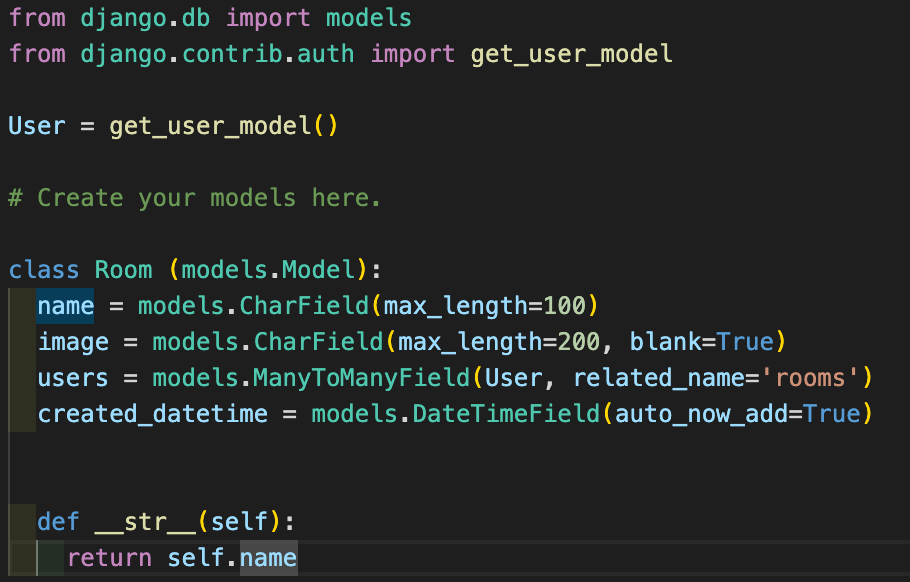 from django.db import models
from django.contrib.auth import get_user_model
User = get_user_model()
# Create your models here.
class Room (models.Model):
name = models.CharField(max_length=100)
image = models.CharField(max_length=200, blank=True)
users = models.ManyToManyField(User, related_name='rooms')
created_datetime = models.DateTimeField(auto_now_add=True)
def __str__(self):
return self.name